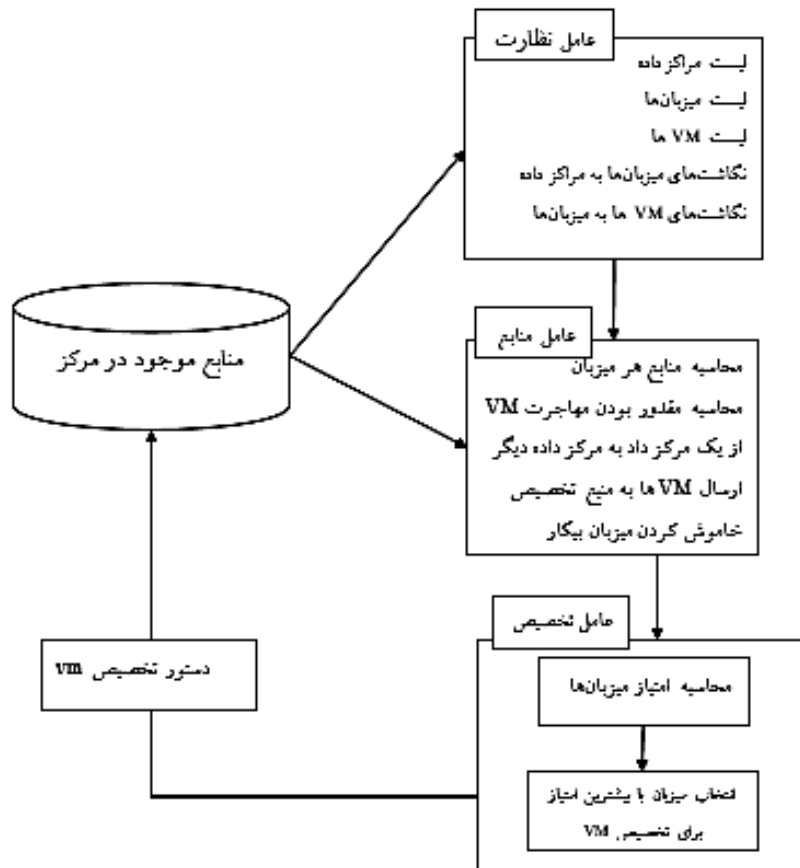 عامل نظارت
لیست مراکز داده
لیست میزبان‌ها
لیست VM ها
نگاشت‌های میزبان‌ها به مراکز داده
نگاشت‌های VM ها به میزبان‌ها
منابع موجود در مرکز
عامل منابع
محاسبه منابع هر میزبان
محاسبه مقدور بودن مهاجرت VM
از یک مرکز داد به مرکز داده دیگر
ارسال VM ها به منبع تخصیص
خاموش کردن میزبان بیکار
عامل تخصیص
دستور تخصیص vm
محاسبه امتیاز میزبان‌ها
انتخاب میزبان با بیشترین امتیاز
برای تخصیص VM